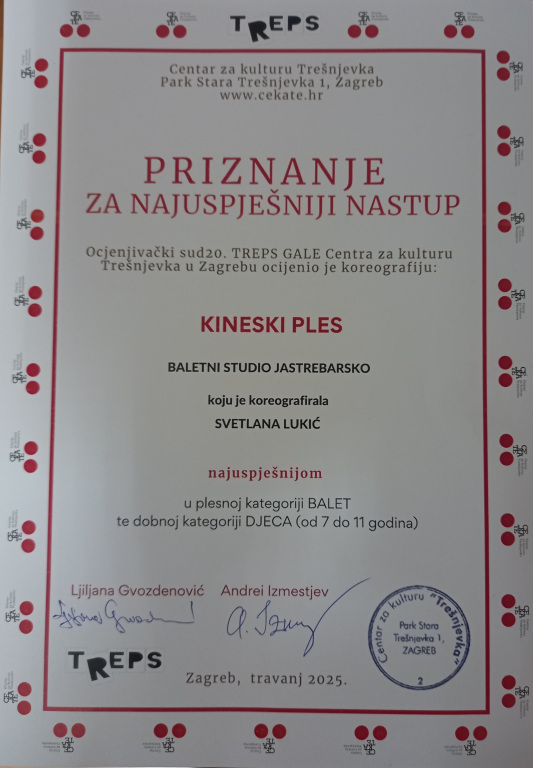 TREPS
Centar za kulturu Trešnjevka
Park Stara Trešnjevka 1, Zagreb
www.cekate.hr
PRIZNANJE
ZA NAJUSPJEŠNIJI NASTUP
Ocjenjivački sud20. TREPS GALE Centra za kulturu
Trešnjevka u Zagrebu ocijenio je koreografiju:
KINESKI PLES
BALETNI STUDIO JASTREBARSKO
koju je koreografirala
SVETLANA LUKIĆ
najuspješnijom
u plesnoj kategoriji BALET
te dobnoj kategoriji DJECA (od 7 do 11 godina)
Ljiljana Gvozdenović Andrei Izmestjev
Centar za kulturu "Trešnjevka"
Park Stara
Trešnjevka 1,
ZAGREB
2
TREPS
Zagreb, travanj 2025.